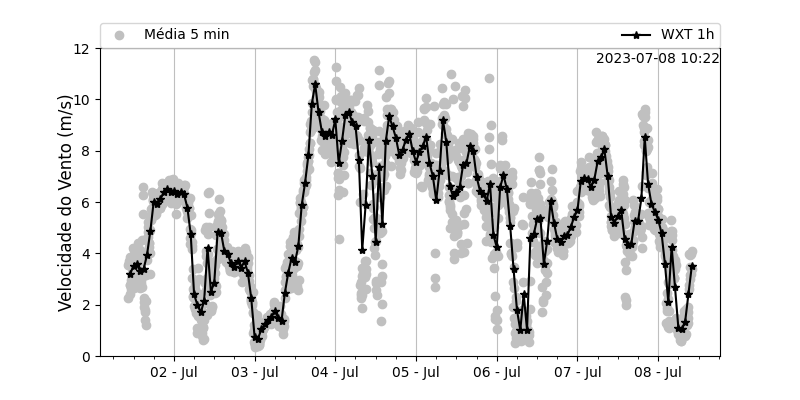 Média 5 min
WXT 1h
2023-07-08 10:22
Velocidade do Vento (m/s)
12
10
8
6
4
2
0
02 - Jul
03 - Jul
04 - Jul
05 - Jul
06 - Jul
07 - Jul
08 - Jul